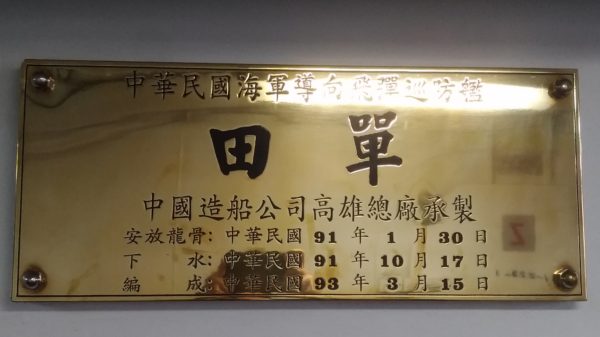 中華民國海軍導向飛彈巡防艦
田單
中國造船公司高雄總廠承製
安放龍骨：中華民國 91 年 1 月 30 日
下水：中華民國 91 年 10 月 17 日
編成：中華民國 93 年 3 月 15 日